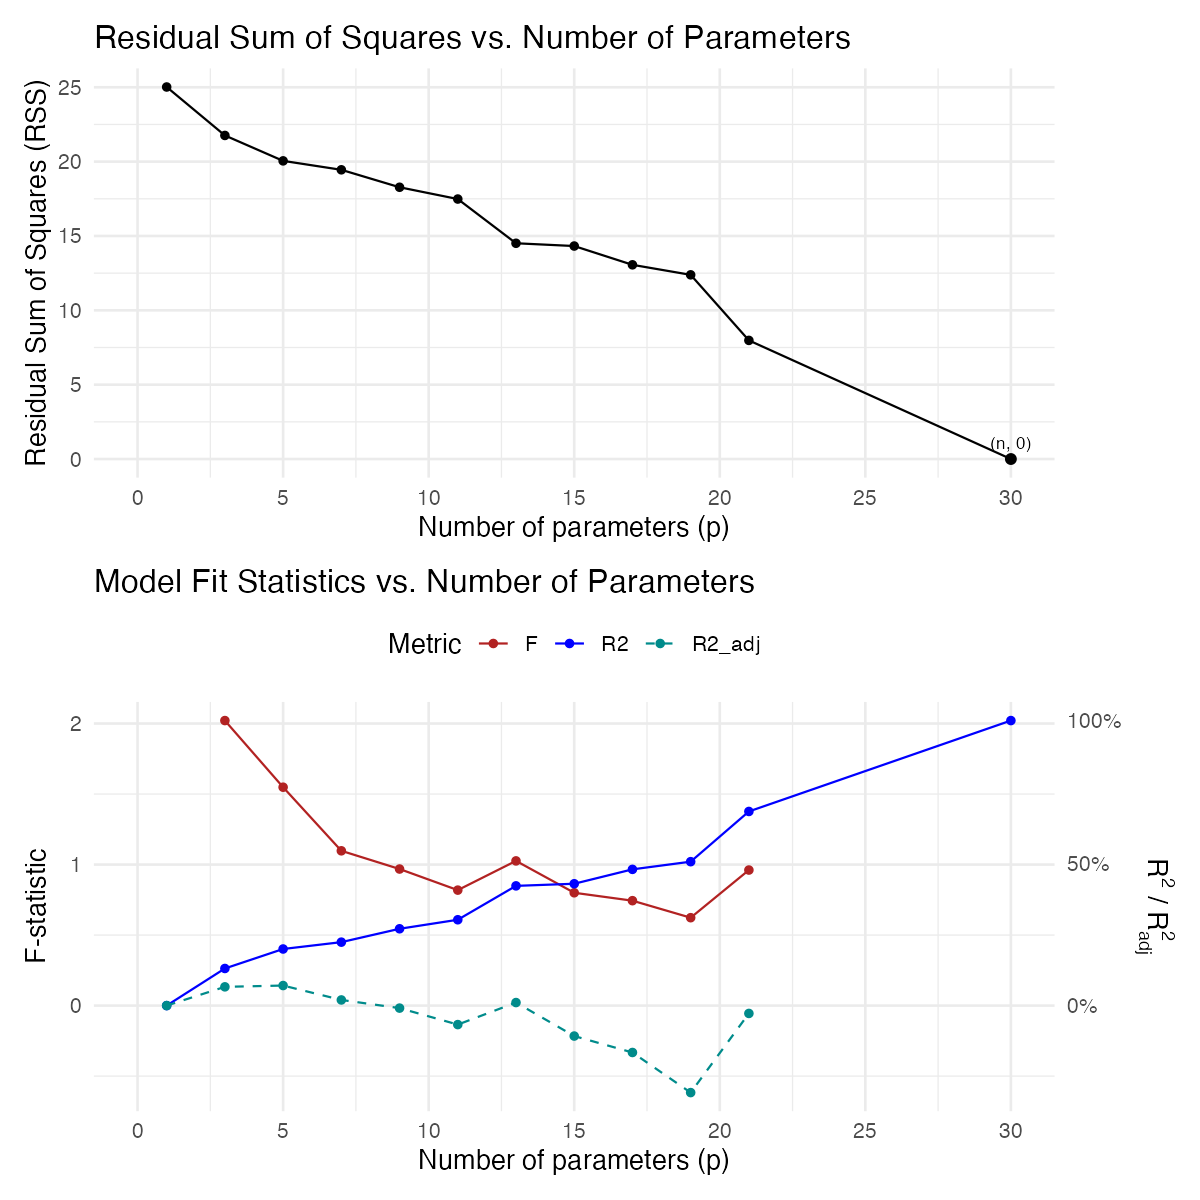 Residual Sum of Squares vs. Number of Parameters
Residual Sum of Squares (RSS)
25
20
15
10
5
0
(n, 0)
0 5 10 15 20 25 30
Number of parameters (p)
Model Fit Statistics vs. Number of Parameters
Metric F R2 R2_adj
F-statistic
2
1
0
100%
50%
0%
R² / R²adj
0 5 10 15 20 25 30
Number of parameters (p)